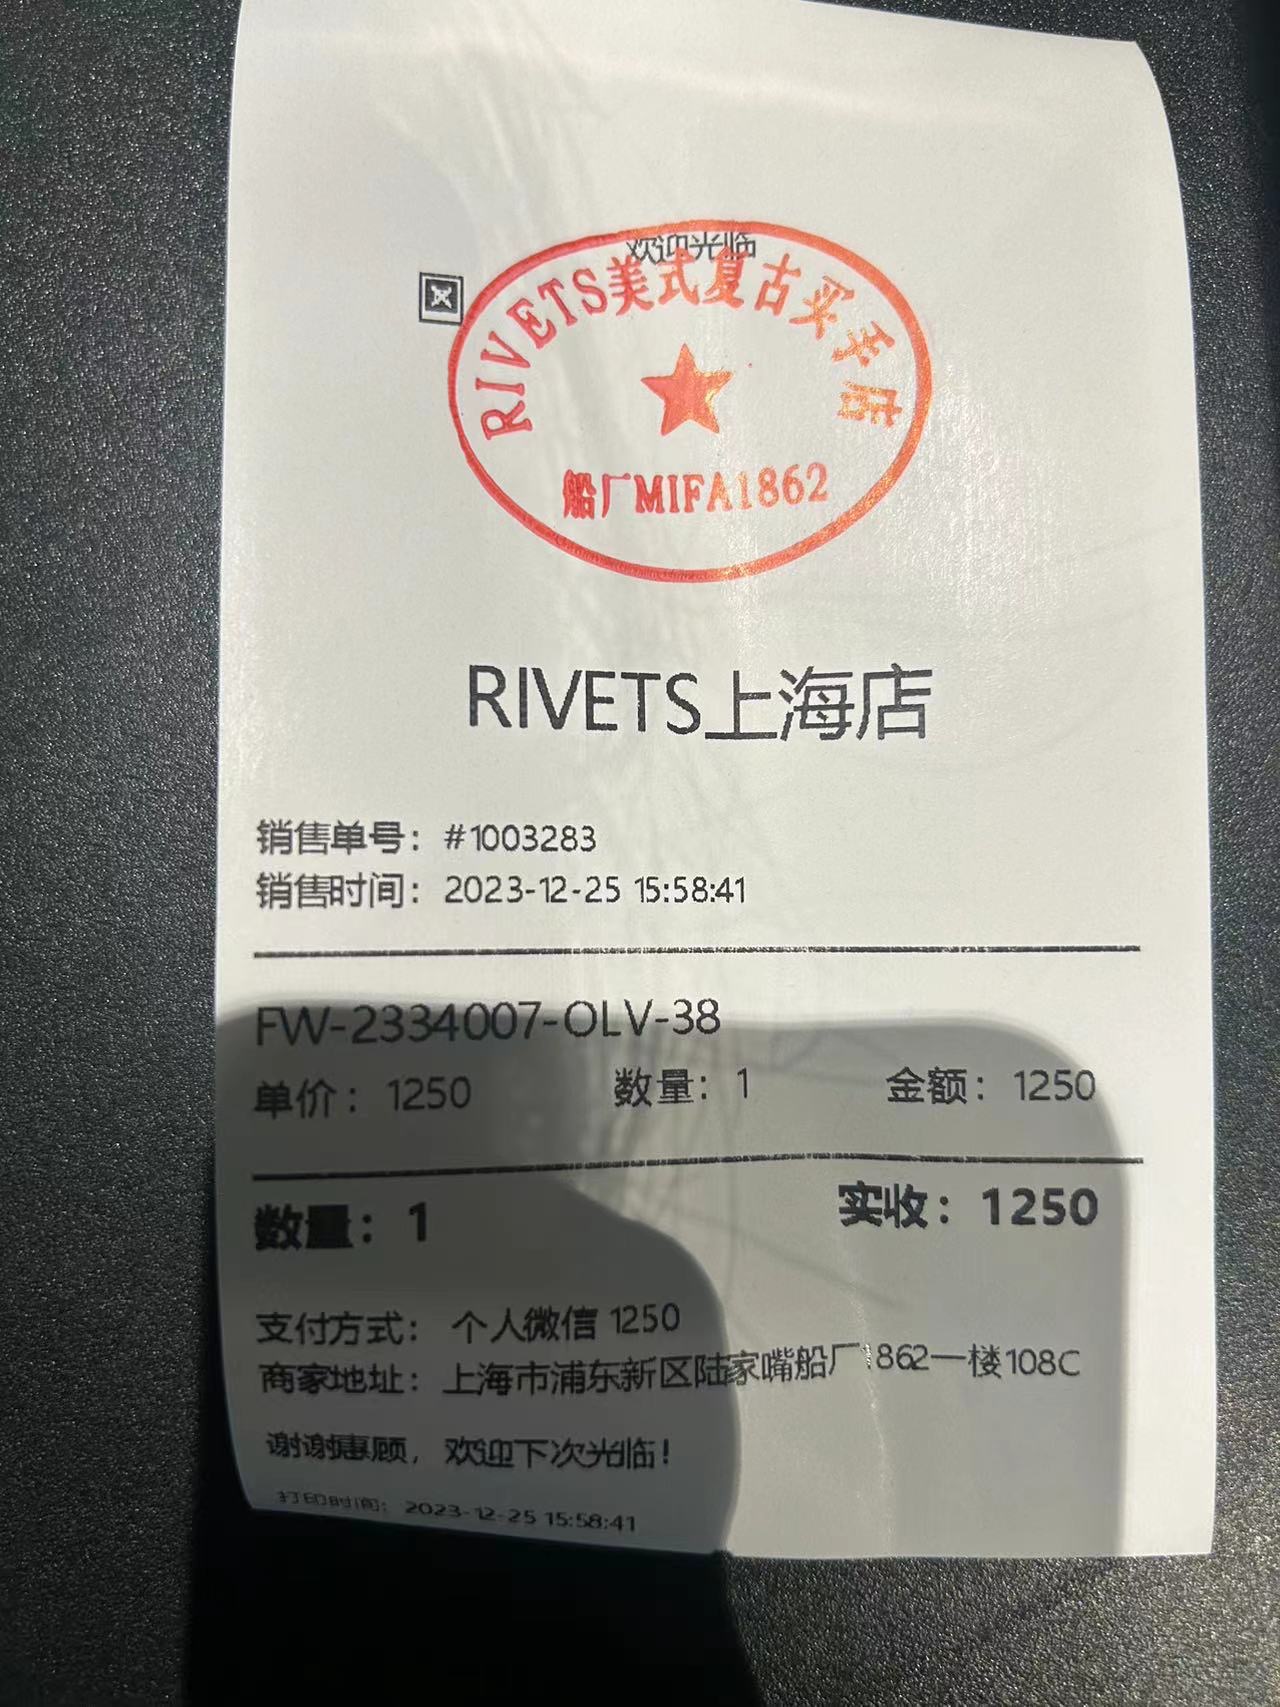 欢迎光临
RIVETS美式复古买手店
船厂MIFA1862
RIVETS上海店
销售单号：#1003283
销售时间：2023-12-25 15:58:41
FW-2334007-OLV-38
单价：1250 数量：1 金额：1250
数量：1 实收：1250
支付方式： 个人微信 1250
商家地址：上海市浦东新区陆家嘴船厂1862一楼108C
谢谢惠顾，欢迎下次光临！
打印时间：2023-12-25 15:58:41